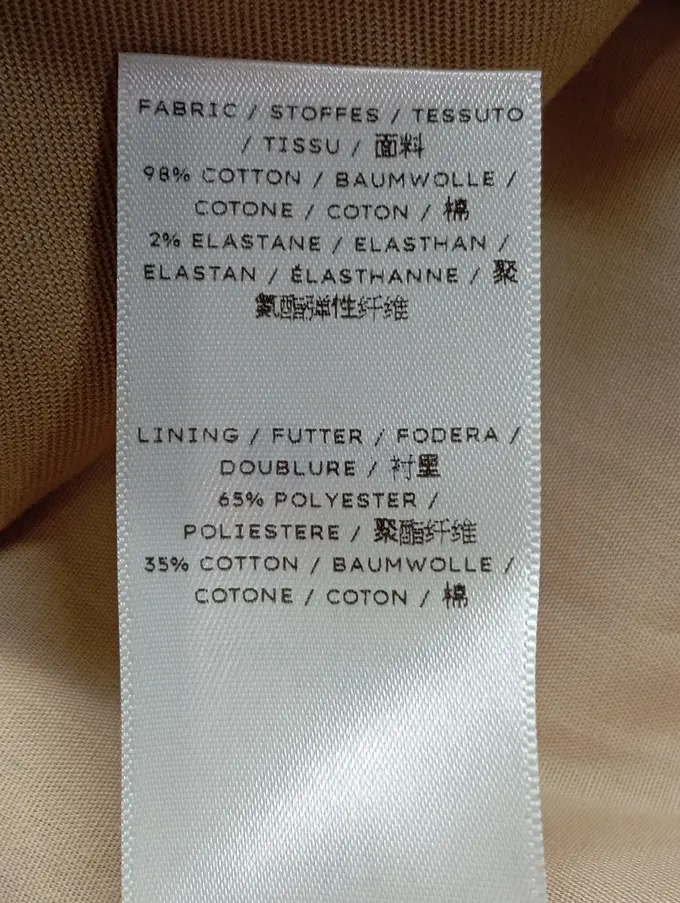 FABRIC / STOFFES / TESSUTO
/ TISSU / 面料
98% COTTON / BAUMWOLLE /
COTONE / COTON / 棉
2% ELASTANE / ELASTHAN /
ELASTAN / ÉLASTHANNE / 聚
氨酯弹性纤维
LINING / FUTTER / FODERA /
DOUBLURE / 衬里
65% POLYESTER /
POLIESTERE / 聚酯纤维
35% COTTON / BAUMWOLLE /
COTONE / COTON / 棉